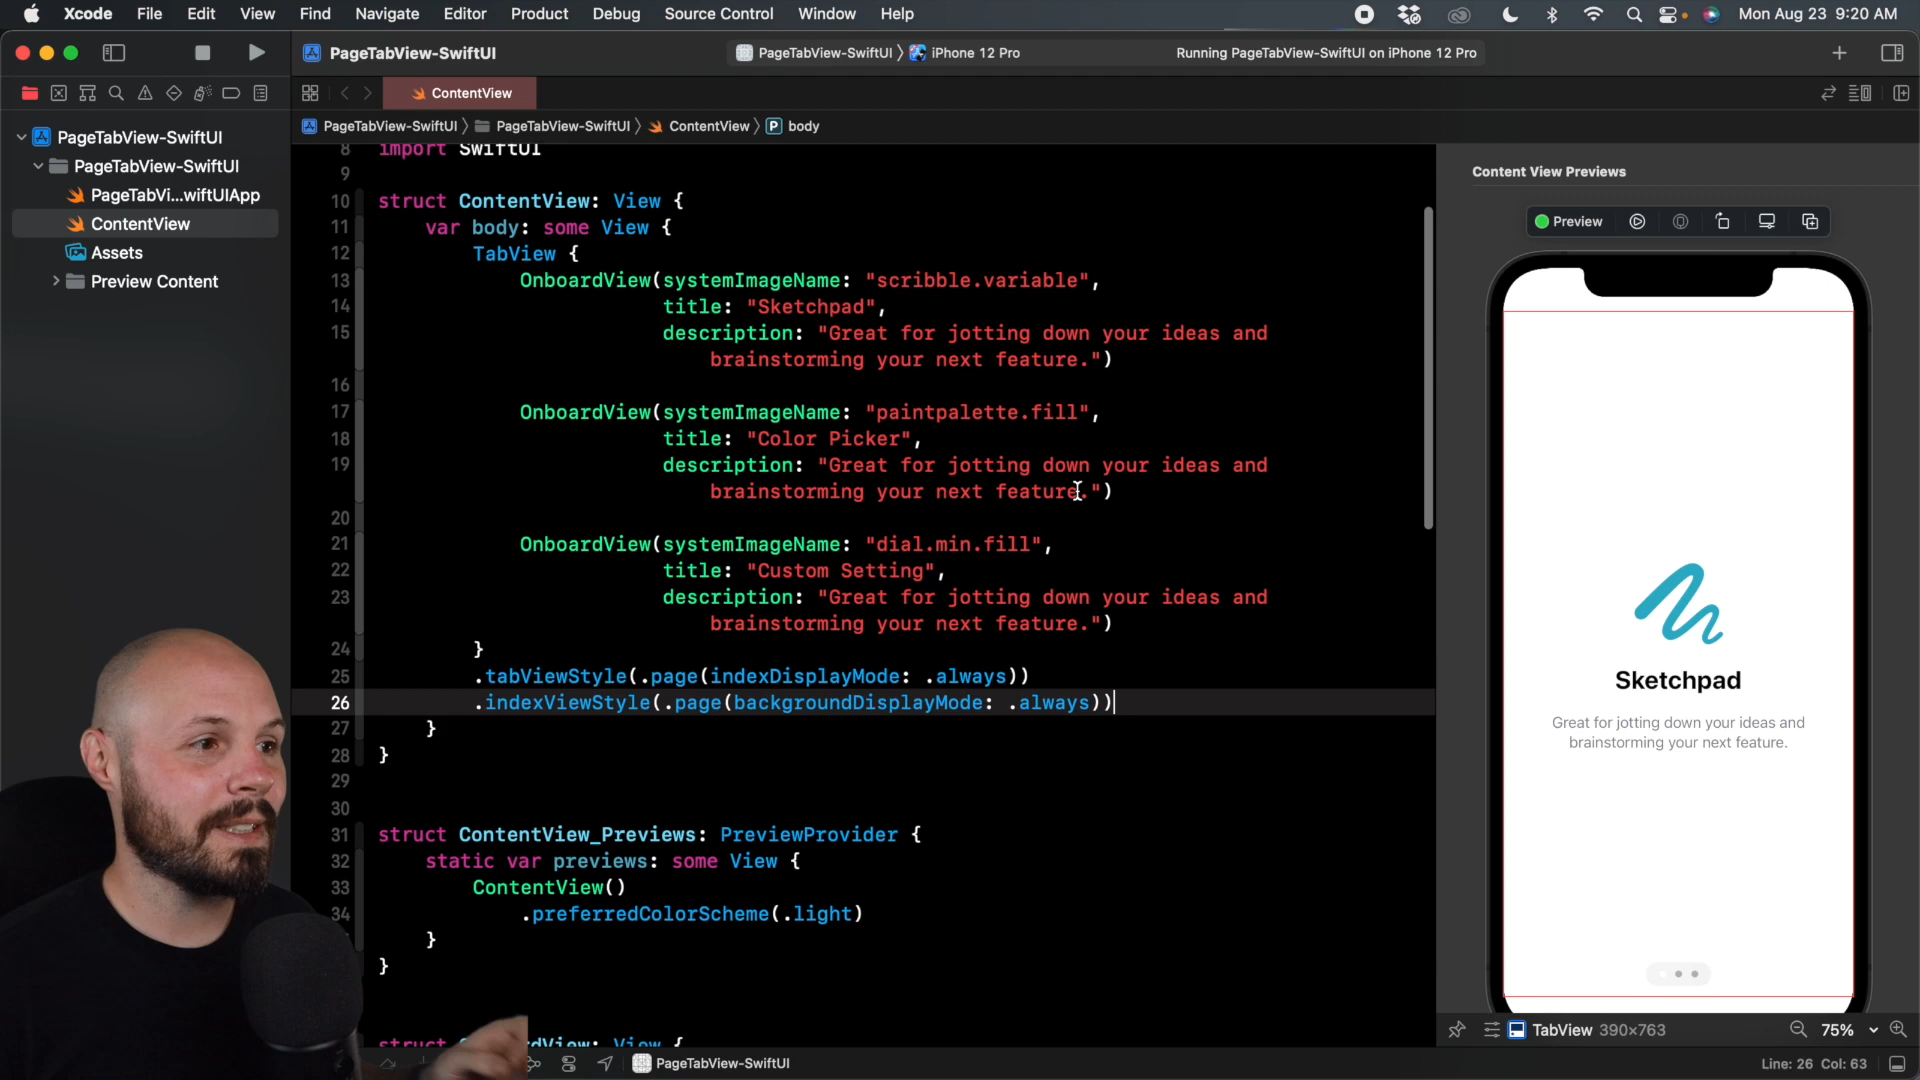 Xcode File Edit View Find Navigate Editor Product Debug Source Control Window Help Mon Aug 23 9:20 AM
PageTabView-SwiftUI PageTabView-SwiftUI iPhone 12 Pro Running PageTabView-SwiftUI on iPhone 12 Pro
ContentView
PageTabView-SwiftUI PageTabView-SwiftUI ContentView P body
PageTabView-SwiftUI
PageTabView-SwiftUI
PageTabVi...wiftUIApp
ContentView
Assets
Preview Content
8 import SwiftUI
9
10 struct ContentView: View {
11 var body: some View {
12 TabView {
13 OnboardView(systemImageName: "scribble.variable",
14 title: "Sketchpad",
15 description: "Great for jotting down your ideas and
brainstorming your next feature.")
16
17 OnboardView(systemImageName: "paintpalette.fill",
18 title: "Color Picker",
19 description: "Great for jotting down your ideas and
brainstorming your next feature.")
20
21 OnboardView(systemImageName: "dial.min.fill",
22 title: "Custom Setting",
23 description: "Great for jotting down your ideas and
brainstorming your next feature.")
24 }
25 .tabViewStyle(.page(indexDisplayMode: .always))
26 .indexViewStyle(.page(backgroundDisplayMode: .always))
27 }
28 }
29
30
31 struct ContentView_Previews: PreviewProvider {
32 static var previews: some View {
33 ContentView()
34 .preferredColorScheme(.light)
}
}
View {
Content View Previews
Preview
Sketchpad
Great for jotting down your ideas and
brainstorming your next feature.
TabView 390×763 75%
PageTabView-SwiftUI
Line: 26 Col: 63